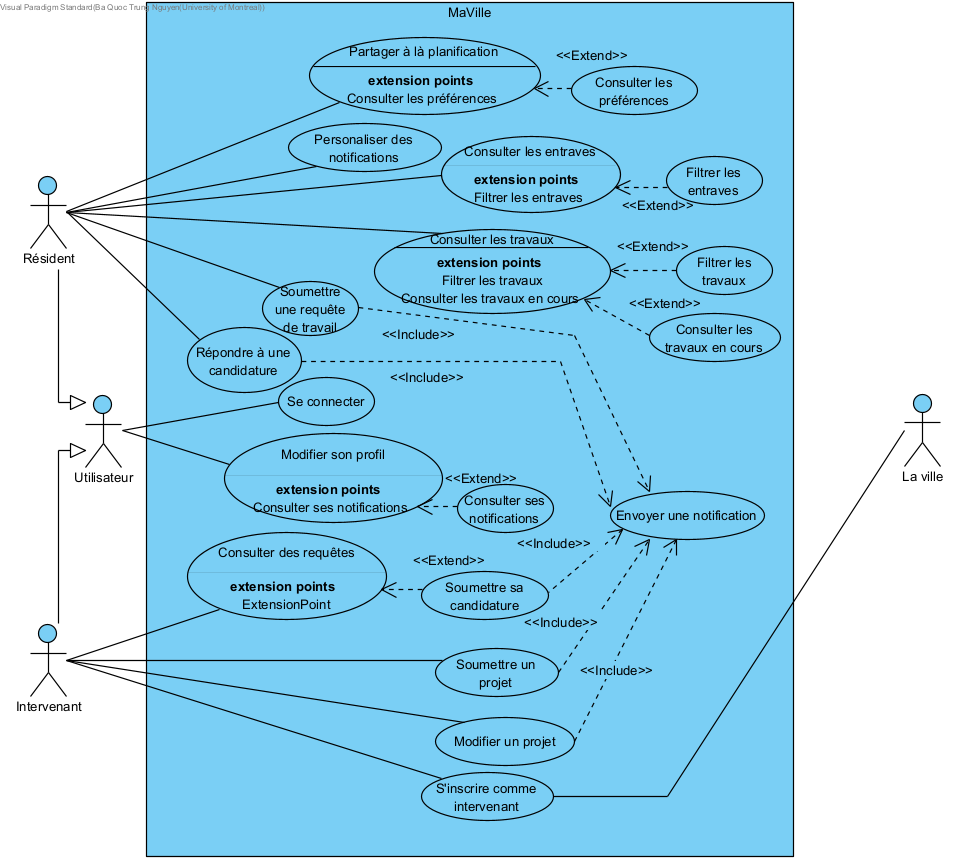 Visual Paradigm Standard(Ba Quoc Trung Nguyen(University of Montreal))
MaVille
Partager à là planification
extension points
Consulter les préférences
<<Extend>>
Consulter les
préférences
Personaliser des
notifications
Consulter les entraves
extension points
Filtrer les entraves
Filtrer les
entraves
<<Extend>>
Résident
Consulter les travaux
extension points
Filtrer les travaux
Consulter les travaux en cours
<<Extend>>
Filtrer les
travaux
<<Extend>>
Consulter les
travaux en cours
Soumettre
une requête
de travail
<<Include>>
Répondre à une
candidature
<<Include>>
Se connecter
Utilisateur
La ville
Modifier son profil
extension points
Consulter ses notifications
<<Extend>>
Consulter ses
notifications
Envoyer une notification
<<Include>>
Consulter des requêtes
extension points
ExtensionPoint
<<Extend>>
Soumettre sa
candidature
<<Include>>
Soumettre un
projet
<<Include>>
Intervenant
Modifier un projet
S'inscrire comme
intervenant